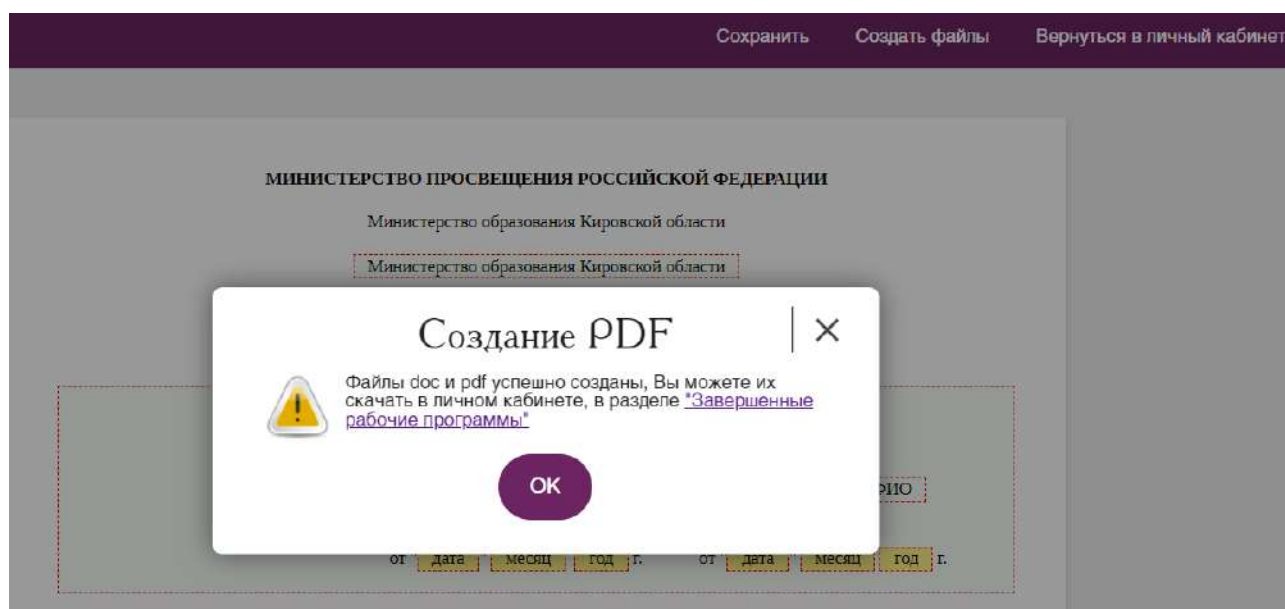 Сохранить Создать файлы Вернуться в личный кабинет
МИНИСТЕРСТВО ПРОСВЕЩЕНИЯ РОССИЙСКОЙ ФЕДЕРАЦИИ
Министерство образования Кировской области
Министерство образования Кировской области
Создание PDF
Файлы doc и pdf успешно созданы, Вы можете их
скачать в личном кабинете, в разделе "Завершенные
рабочие программы"
OK
ФИО
от "дата" "месяц" год г. от "дата" "месяц" год г.